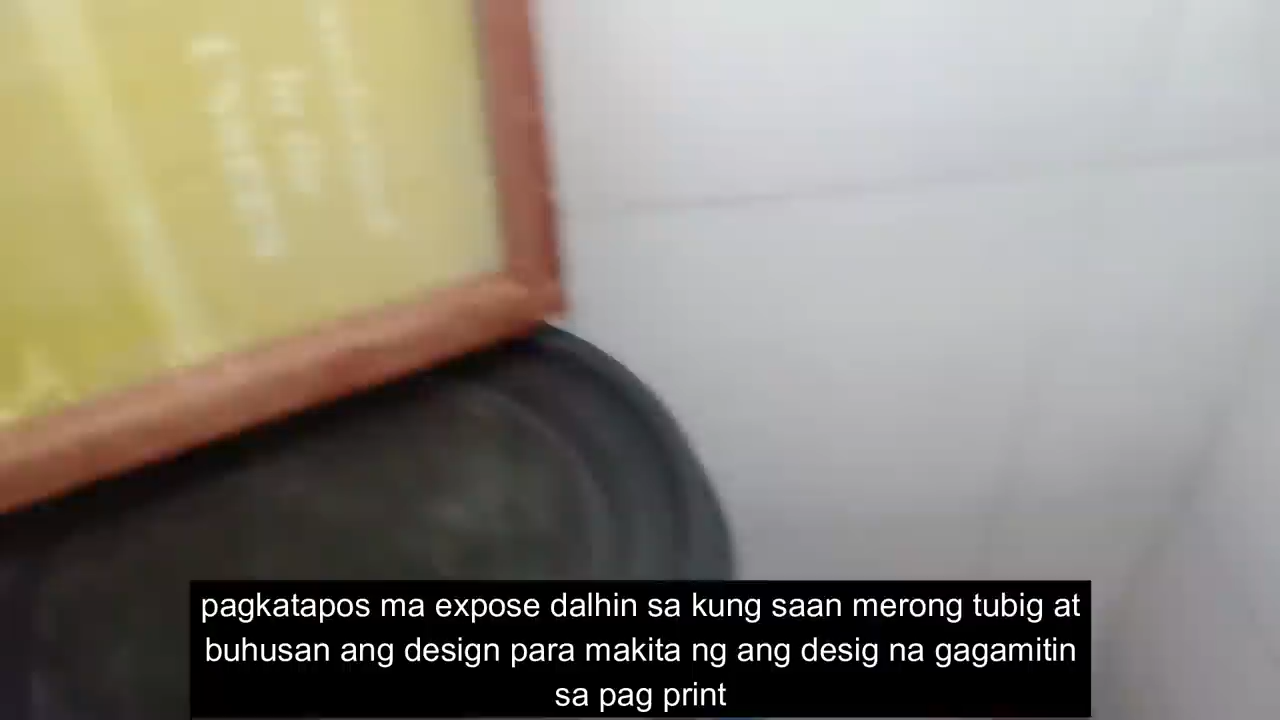 pagkatapos ma expose dalhin sa kung saan merong tubig at
buhusan ang design para makita ng ang desig na gagamitin
sa pag print